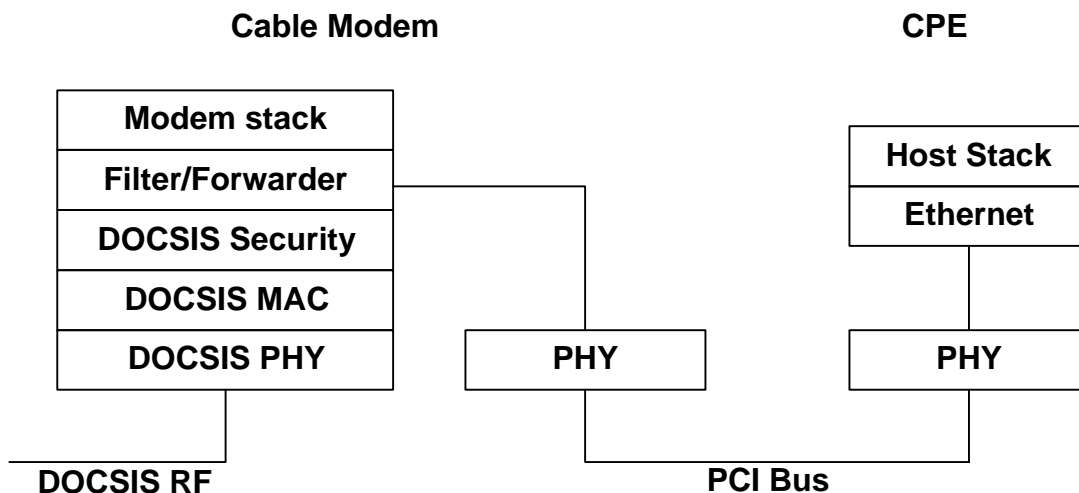 Cable Modem
CPE
Modem stack
Filter/Forwarder
DOCSIS Security
DOCSIS MAC
DOCSIS PHY
PHY
Host Stack
Ethernet
PHY
DOCSIS RF
PCI Bus